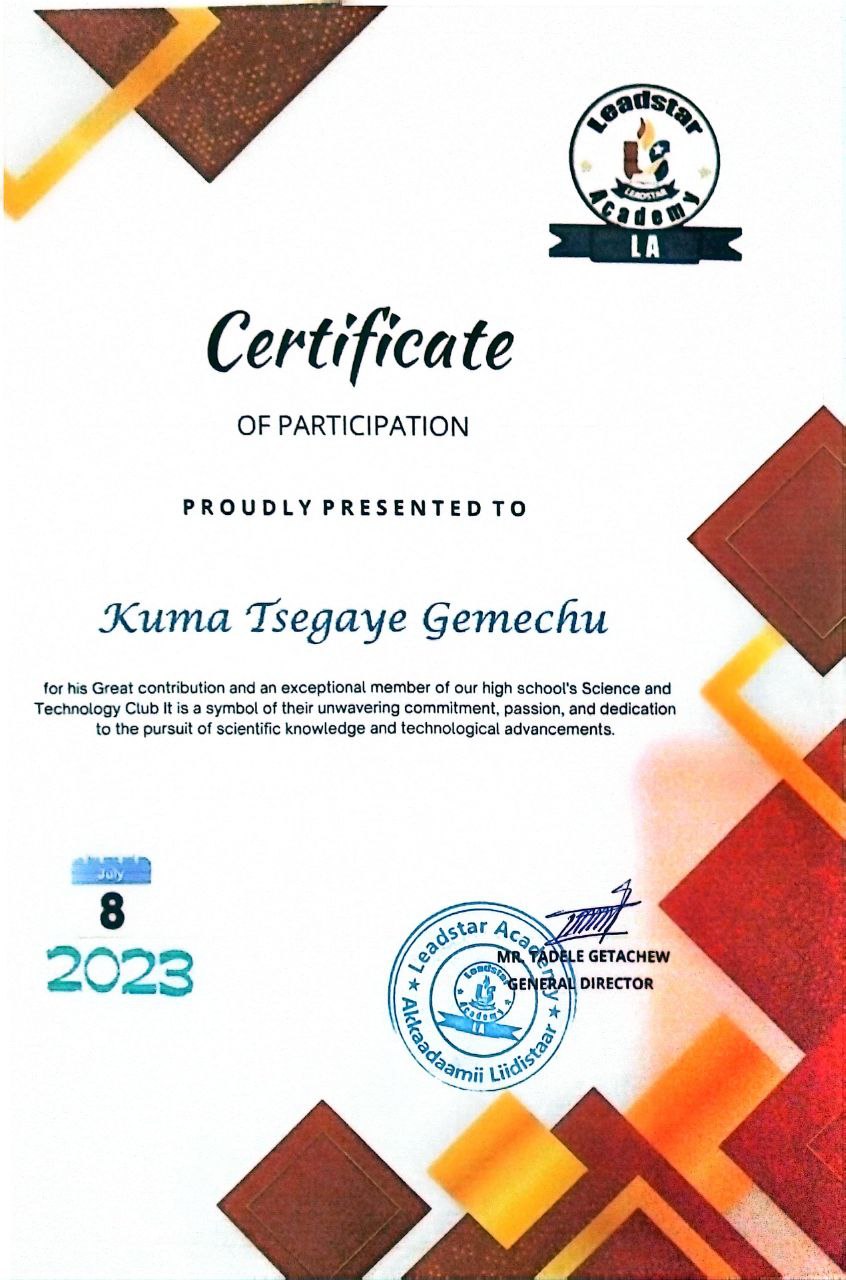 Leadstar
LEADSTAR
Academy
LA
Certificate
OF PARTICIPATION
PROUDLY PRESENTED TO
Kuma Tsegaye Gemechu
for his Great contribution and an exceptional member of our high school's Science and
Technology Club It is a symbol of their unwavering commitment, passion, and dedication
to the pursuit of scientific knowledge and technological advancements.
July
8
2023
MR. TADELE GETACHEW
GENERAL DIRECTOR
Leadstar Academy
Leadstar
Academy
LA
Akkaadaamii Liidistaar